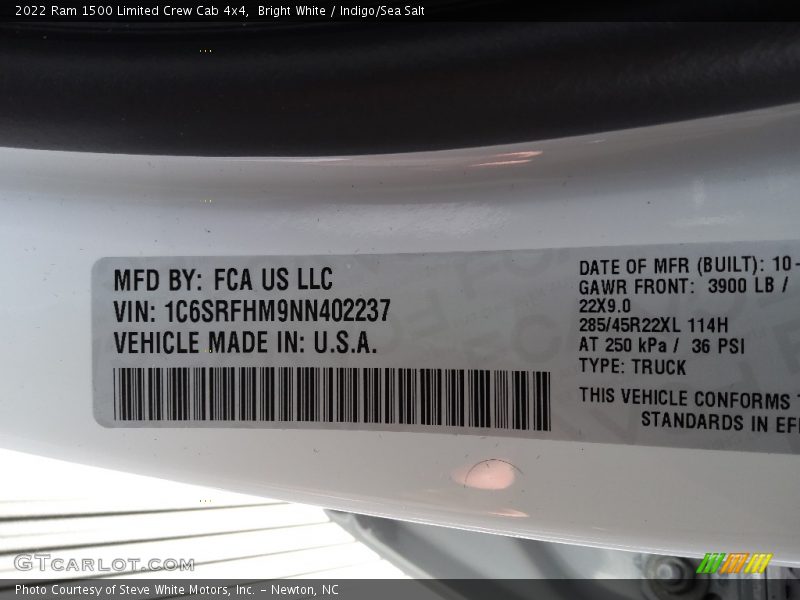 2022 Ram 1500 Limited Crew Cab 4x4, Bright White / Indigo/Sea Salt
MFD BY: FCA US LLC
VIN: 1C6SRFHM9NN402237
VEHICLE MADE IN: U.S.A.
DATE OF MFR (BUILT): 10-
GAWR FRONT: 3900 LB /
22X9.0
285/45R22XL 114H
AT 250 kPa / 36 PSI
TYPE: TRUCK
THIS VEHICLE CONFORMS
STANDARDS IN
GTCARLOT.COM
Photo Courtesy of Steve White Motors, Inc. – Newton, NC